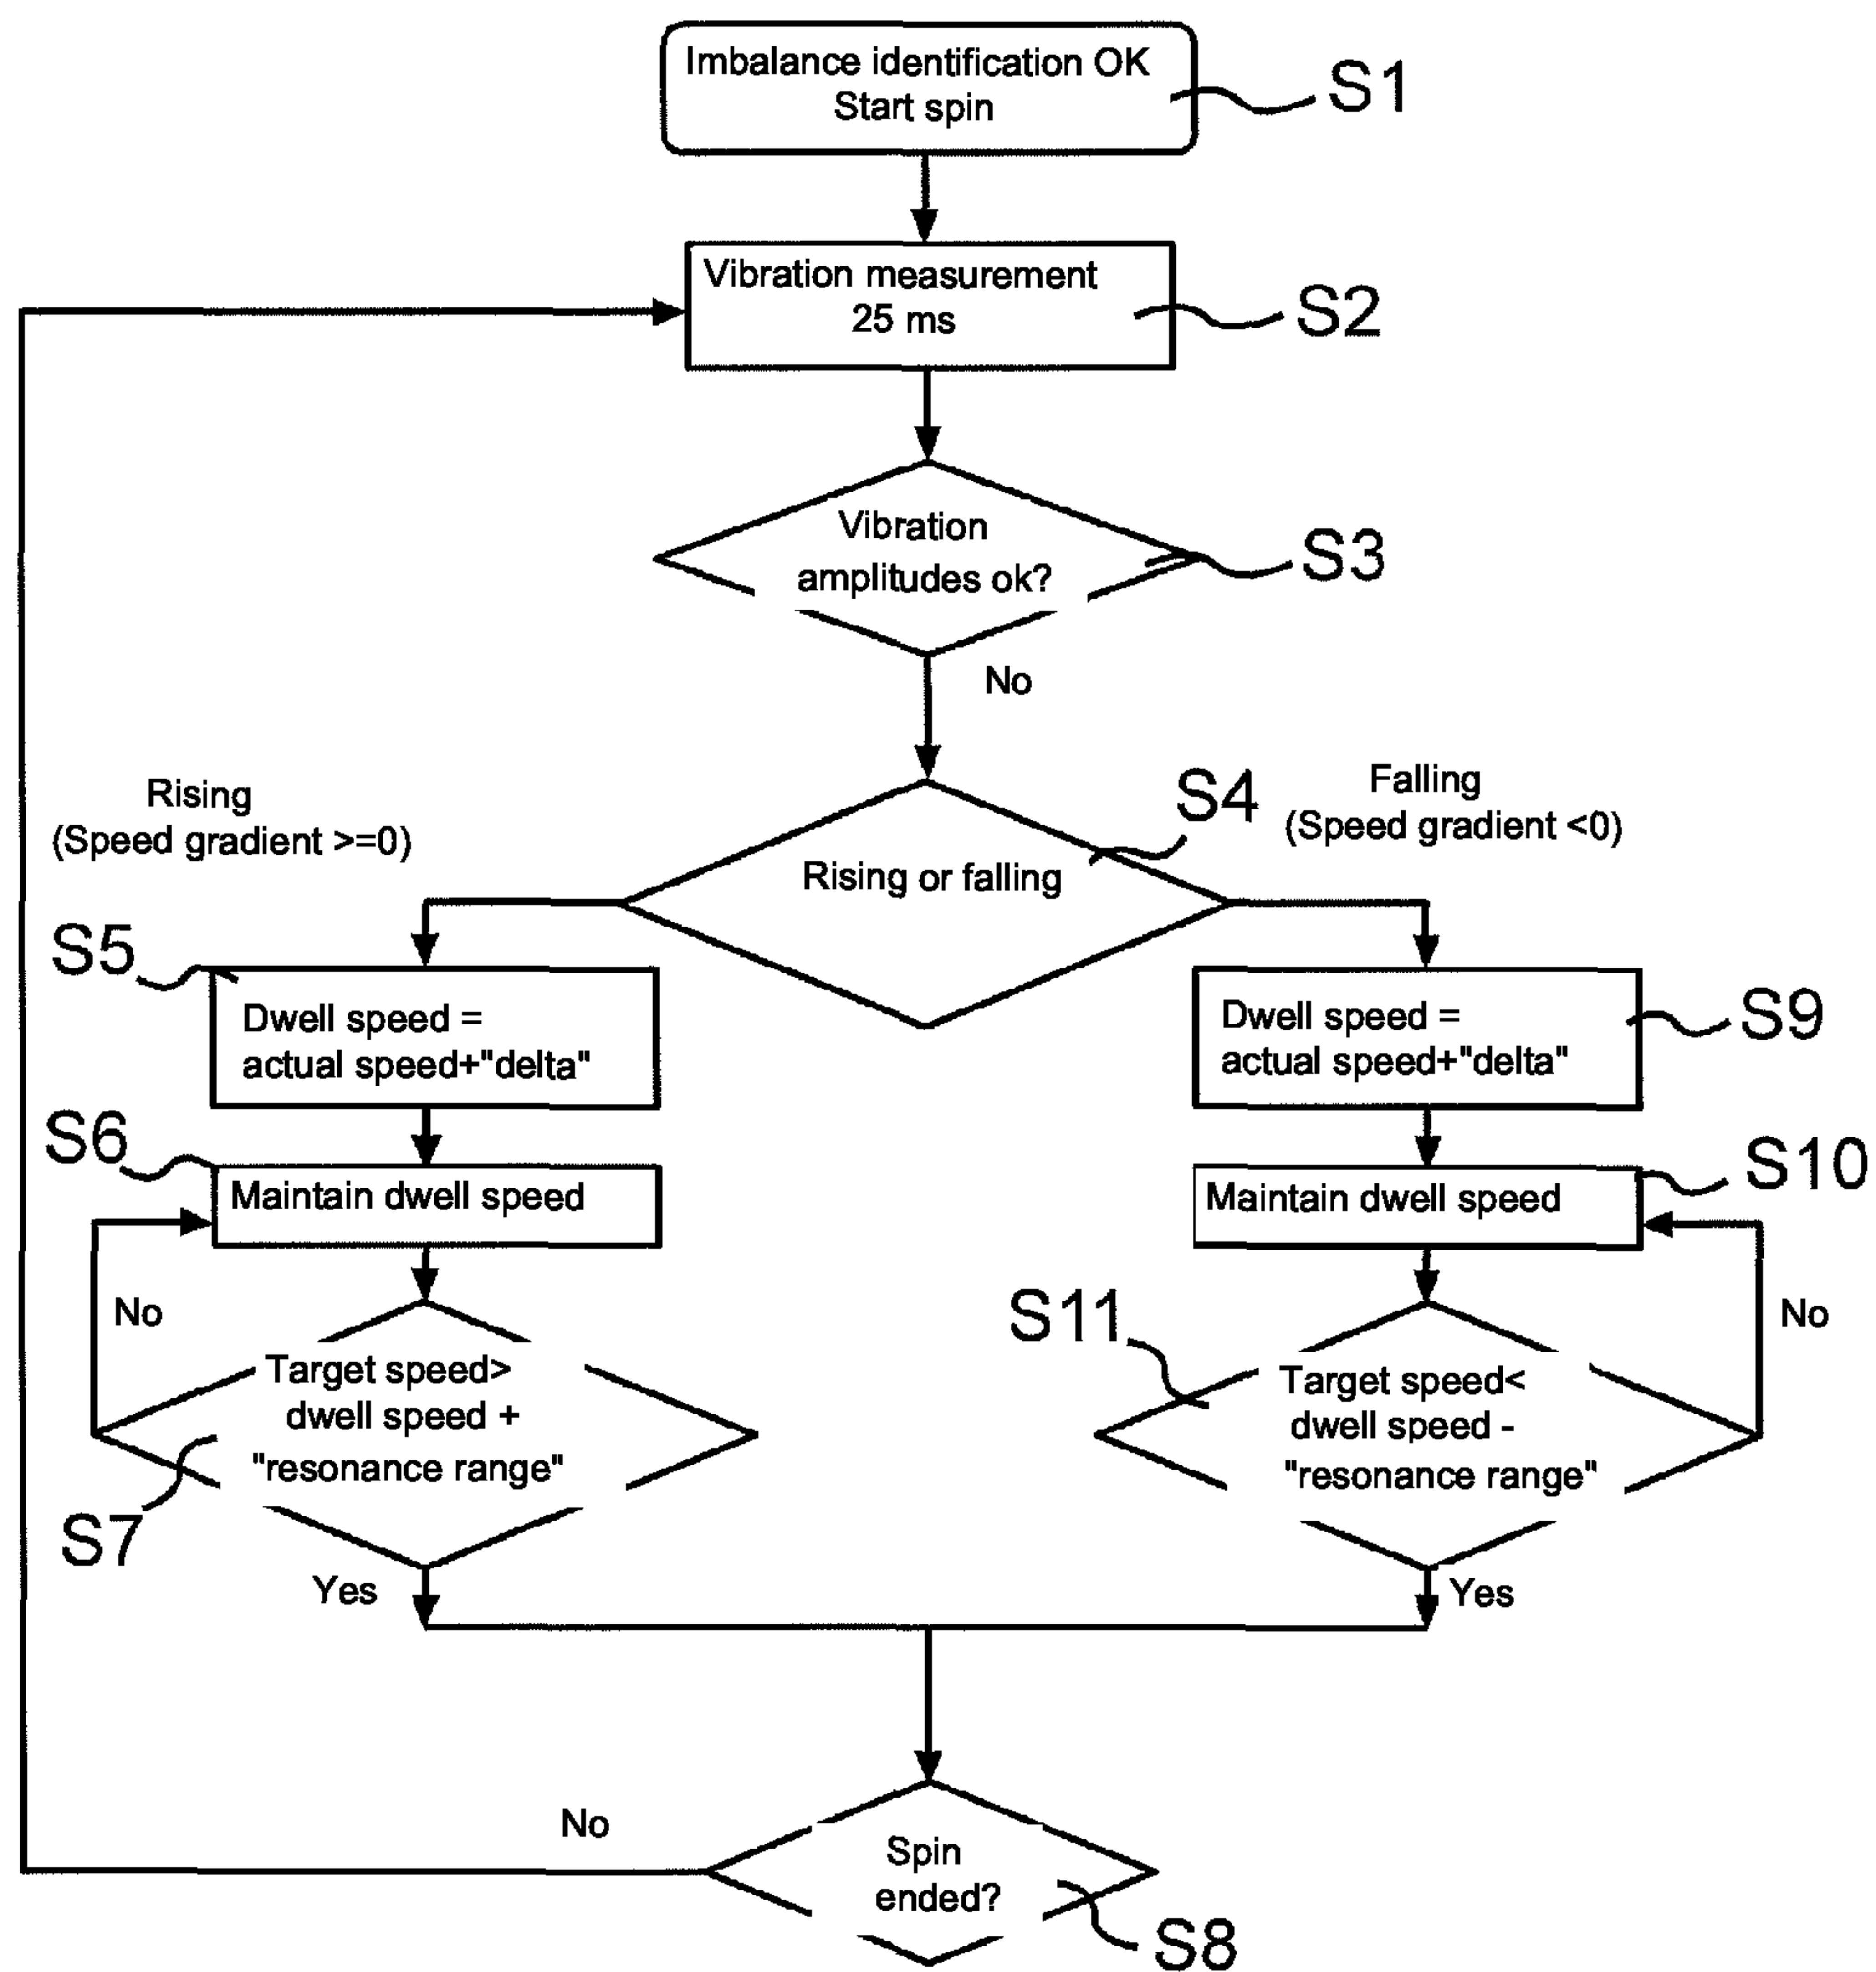 Imbalance identification OK
Start spin
S1
Vibration measurement
25 ms
S2
Vibration
amplitudes ok?
S3
No
Rising
(Speed gradient >=0)
S4
Falling
(Speed gradient <0)
Rising or falling
S5
Dwell speed =
actual speed+"delta"
Dwell speed =
actual speed+"delta"
S9
S6
Maintain dwell speed
Maintain dwell speed
S10
No
Target speed>
dwell speed +
"resonance range"
S7
Yes
S11
Target speed<
dwell speed -
"resonance range"
No
Yes
No
Spin
ended?
S8